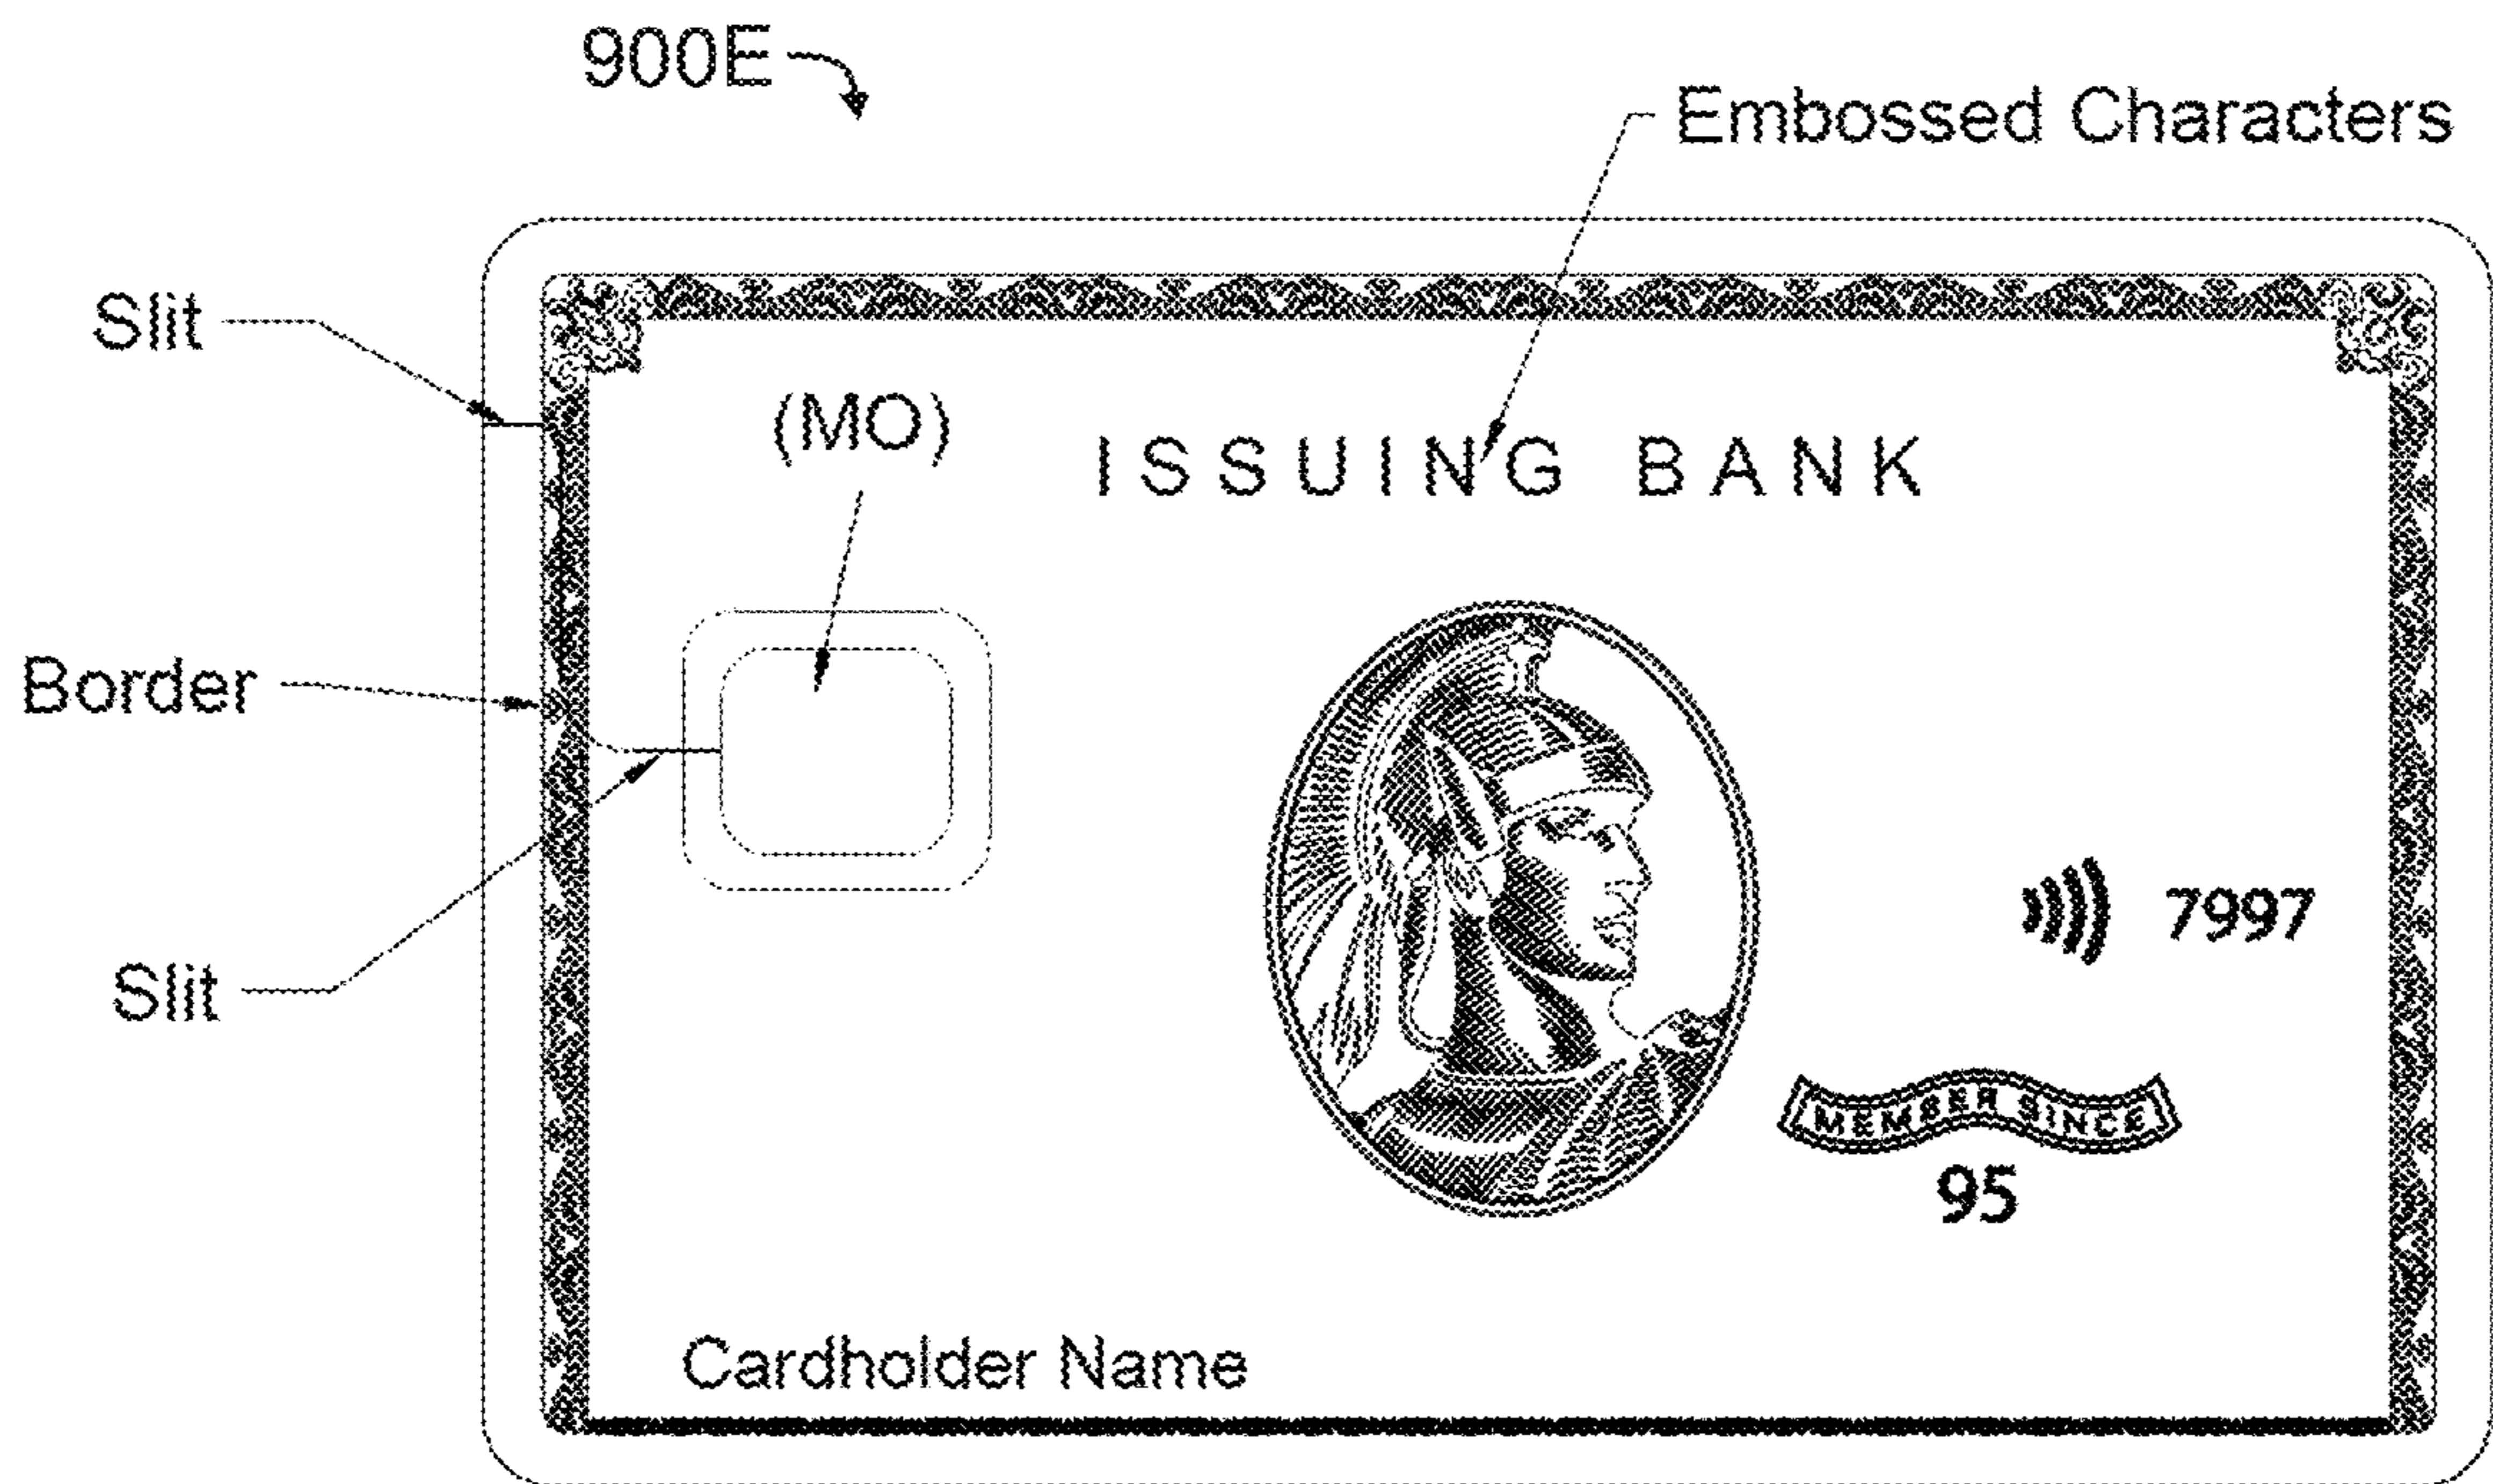 900E
Embossed Characters
Slit
(MO)
ISSUING BANK
Border
7997
Slit
MEMBER SINCE
95
Cardholder Name